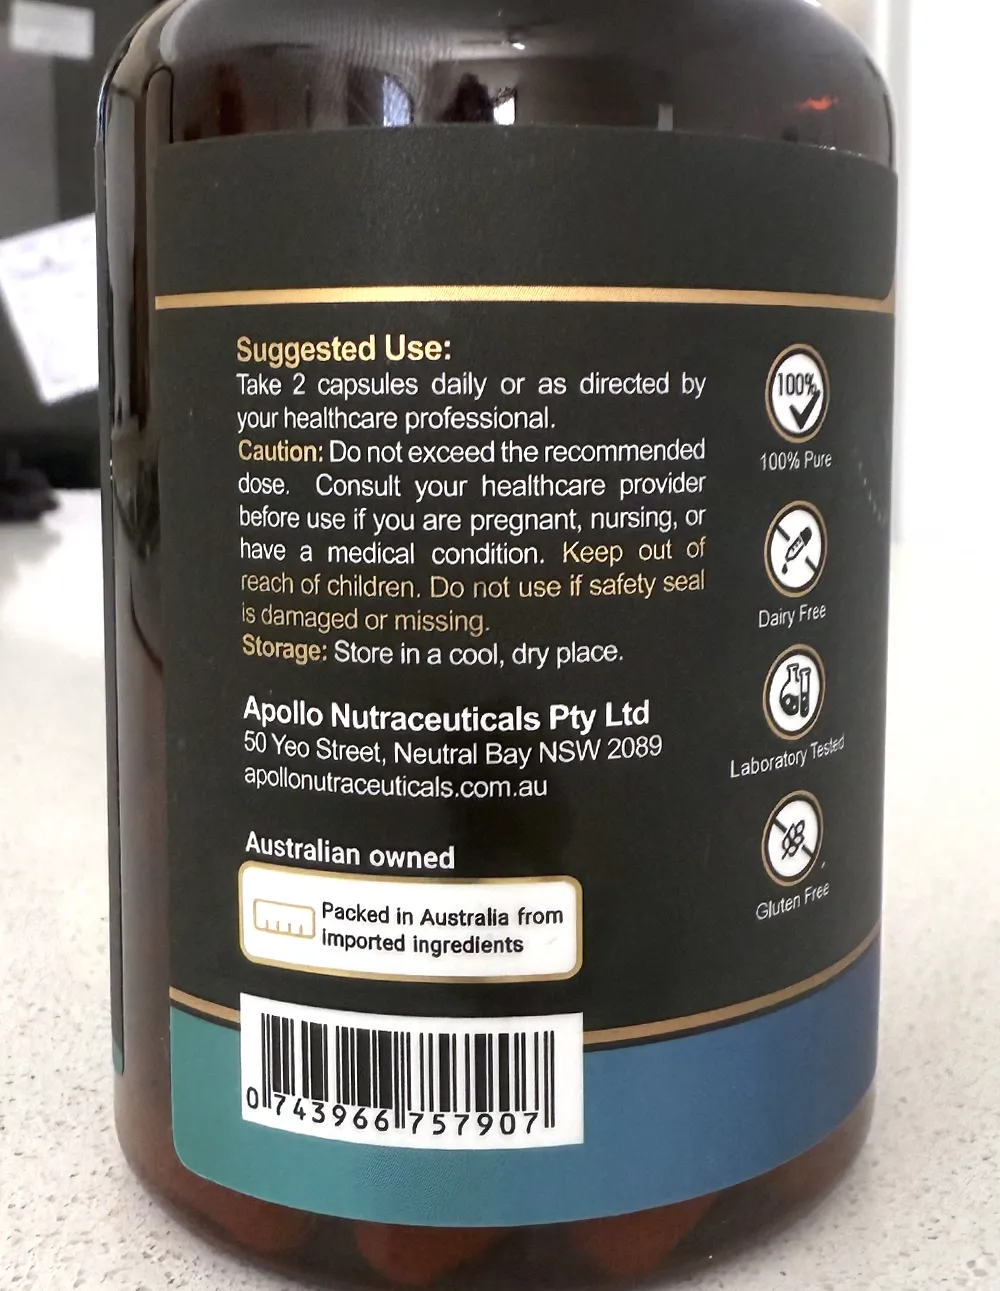 Suggested Use:
Take 2 capsules daily or as directed by
your healthcare professional.
Caution: Do not exceed the recommended
dose. Consult your healthcare provider
before use if you are pregnant, nursing, or
have a medical condition. Keep out of
reach of children. Do not use if safety seal
is damaged or missing.
Storage: Store in a cool, dry place.
Apollo Nutraceuticals Pty Ltd
50 Yeo Street, Neutral Bay NSW 2089
apollonutraceuticals.com.au
Australian owned
Packed in Australia from
imported ingredients
0 743966 757907
100%
100% Pure
Dairy Free
Laboratory Tested
Gluten Free